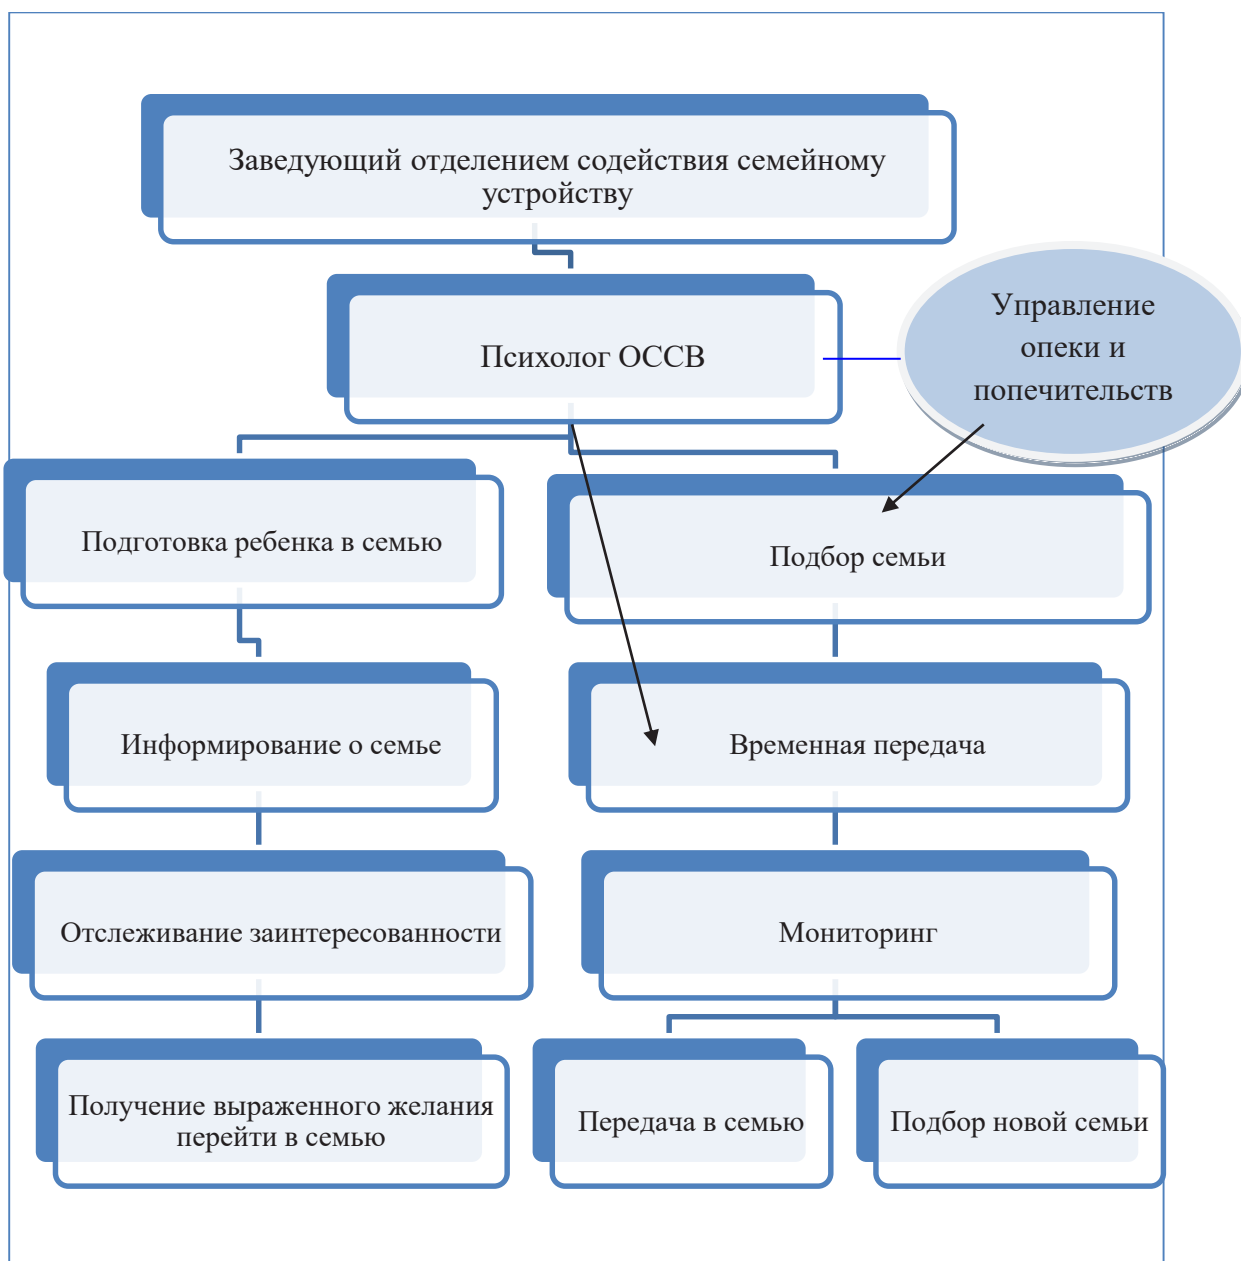 Заведующий отделением содействия семейному
устройству
Психолог ОССВ
Управление
опеки и
попечительств
Подготовка ребенка в семью
Подбор семьи
Информирование о семье
Временная передача
Отслеживание заинтересованности
Мониторинг
Получение выраженного желания
перейти в семью
Передача в семью
Подбор новой семьи